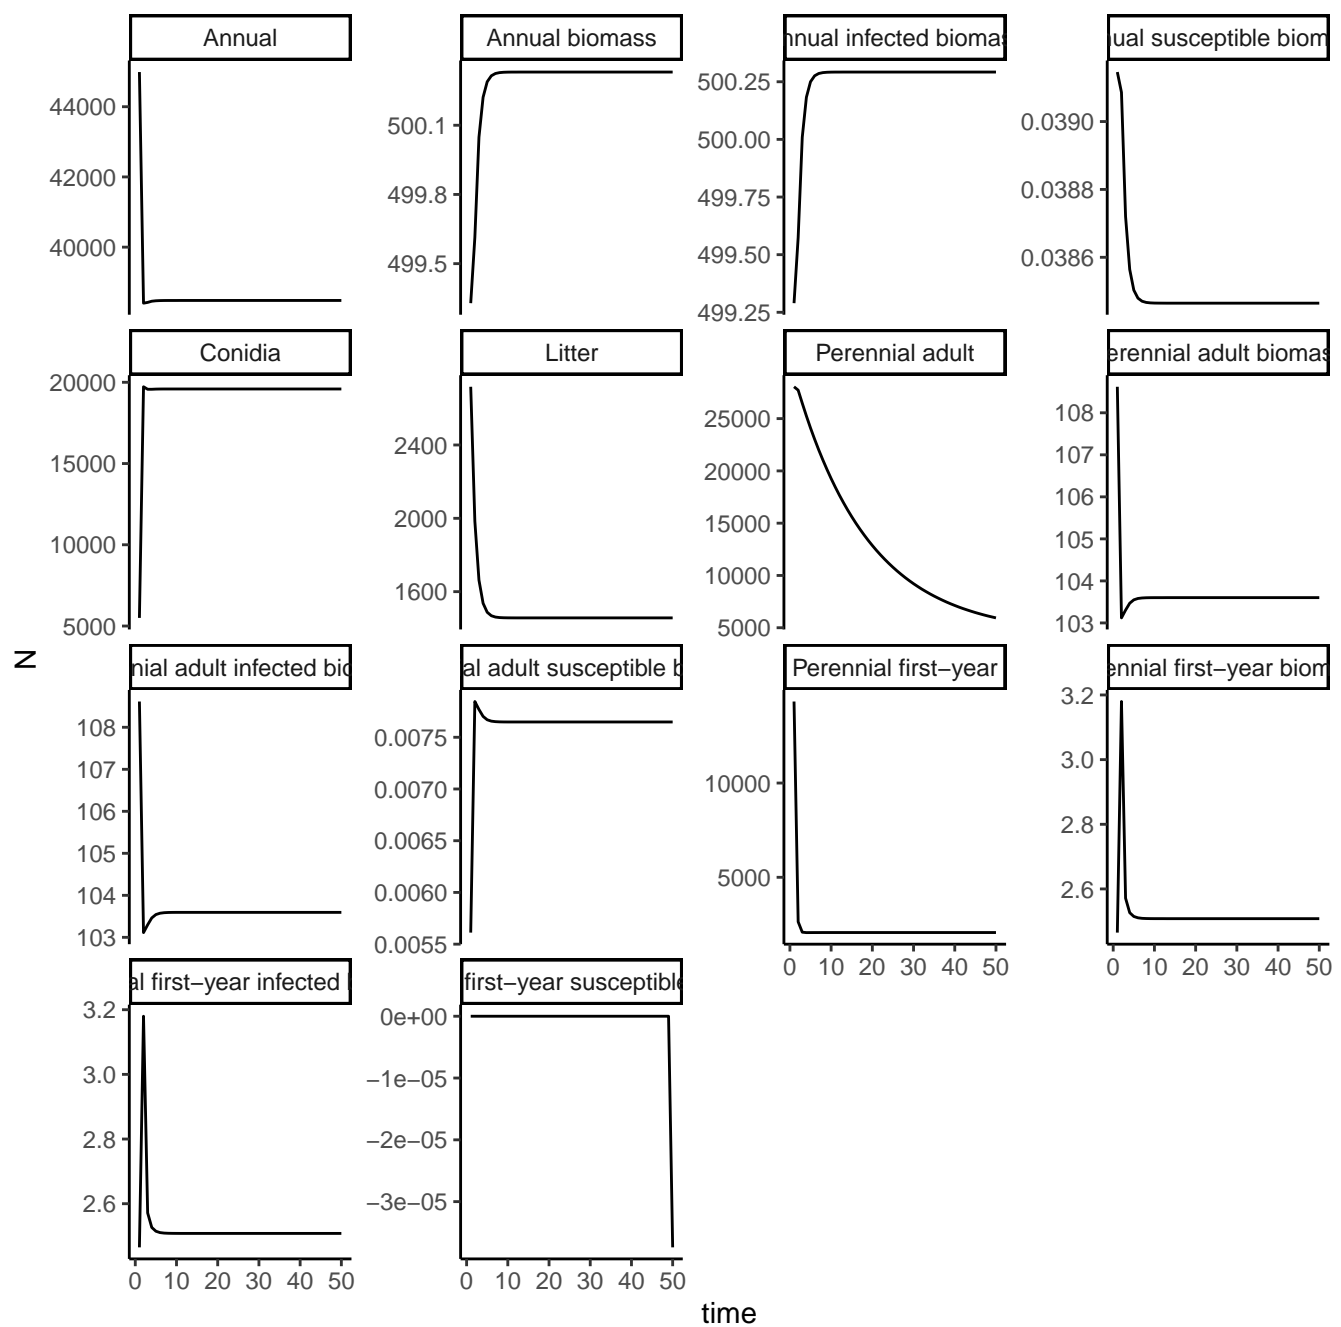 Annual
Annual biomass
nnual infected biomas
ual susceptible biom
44000
42000
40000
500.1
499.8
499.5
500.25
500.00
499.75
499.50
499.25
0.0390
0.0388
0.0386
Conidia
Litter
Perennial adult
erennial adult biomas
20000
15000
10000
5000
2400
2000
1600
25000
20000
15000
10000
5000
108
107
106
105
104
103
N
nial adult infected bio
al adult susceptible b
Perennial first−year
ennial first−year biom
108
107
106
105
104
103
0.0075
0.0070
0.0065
0.0060
0.0055
10000
5000
3.2
3.0
2.8
2.6
0 10 20 30 40 50
0 10 20 30 40 50
al first−year infected
first−year susceptible
3.2
3.0
2.8
2.6
0e+00
−1e−05
−2e−05
−3e−05
0 10 20 30 40 50
0 10 20 30 40 50
time